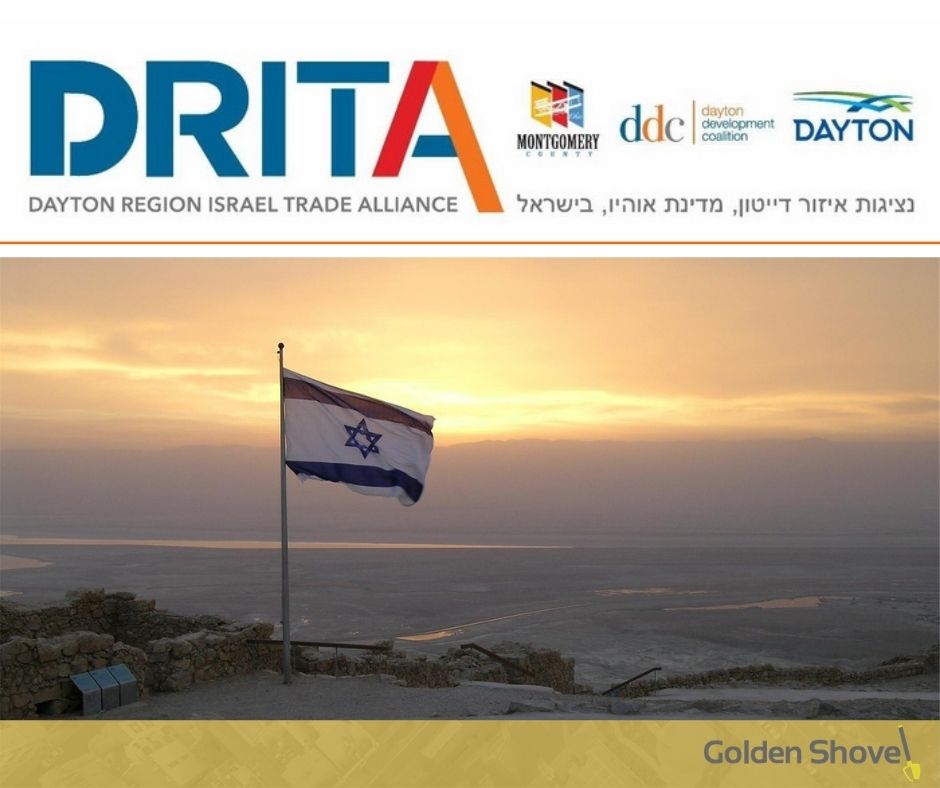 DRITA
DAYTON REGION ISRAEL TRADE ALLIANCE
MONTGOMERY
COUNTY
ddc
dayton
development
coalition
DAYTON
נציגות איזור דייטון, מדינת אוהיו, בישראל
Golden Shovel